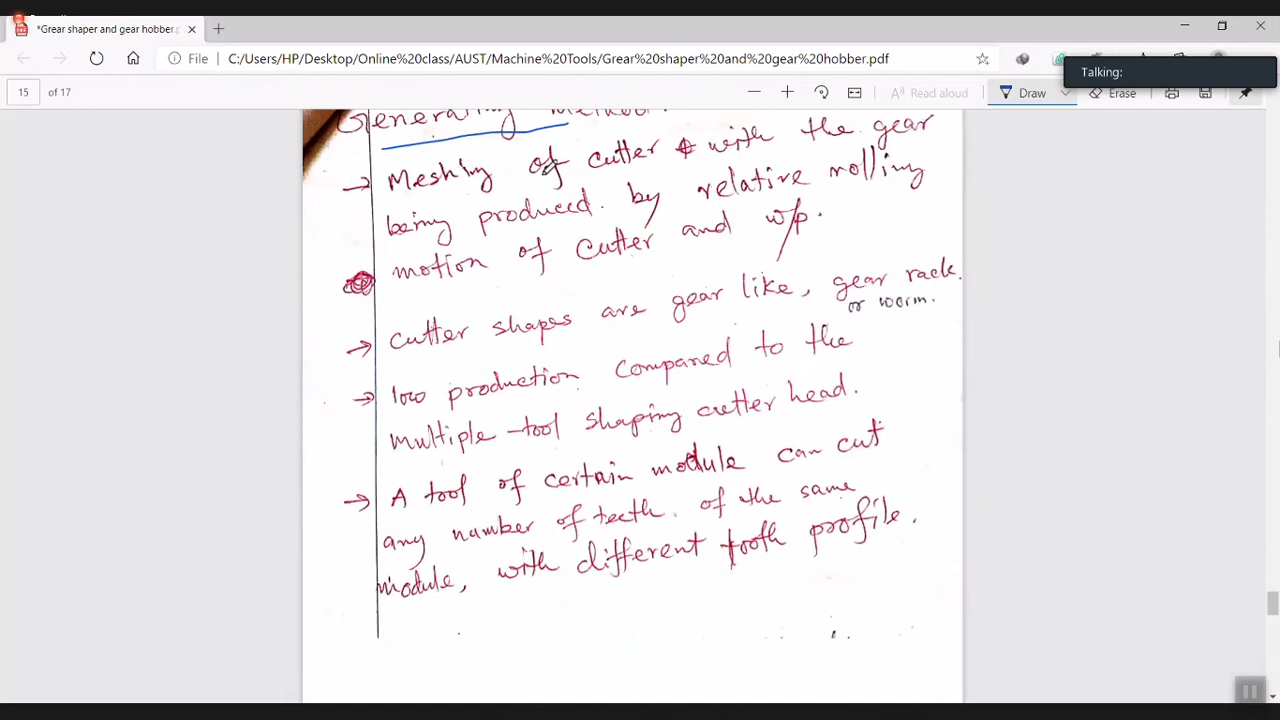 *Grear shaper and gear hobber.p
File C:/Users/HP/Desktop/Online%20class/AUST/Machine%20Tools/Grear%20shaper%20and%20gear%20hobber.pdf
Talking:
15 of 17 Read aloud Draw Erase
Generating method.
→ Meshing of cutter with the gear
being produced. by relative rolling
motion of cutter and w/p.
→ cutter shapes are gear like, gear rack.
or worm.
→ low production compared to the
multiple-tool shaping cutter head.
→ A tool of certain module can cut
any number of teeth. of the same
module, with different tooth profile.